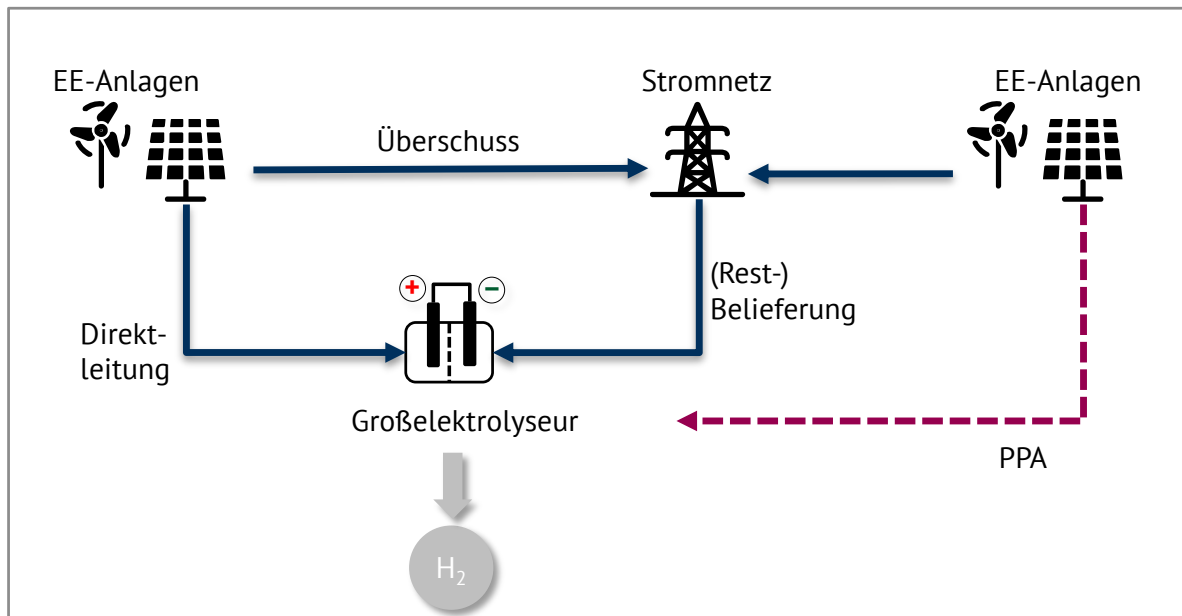 EE-Anlagen
Stromnetz
EE-Anlagen
Überschuss
(Rest-)
Belieferung
+
−
Direkt-
leitung
Großelektrolyseur
PPA
H₂